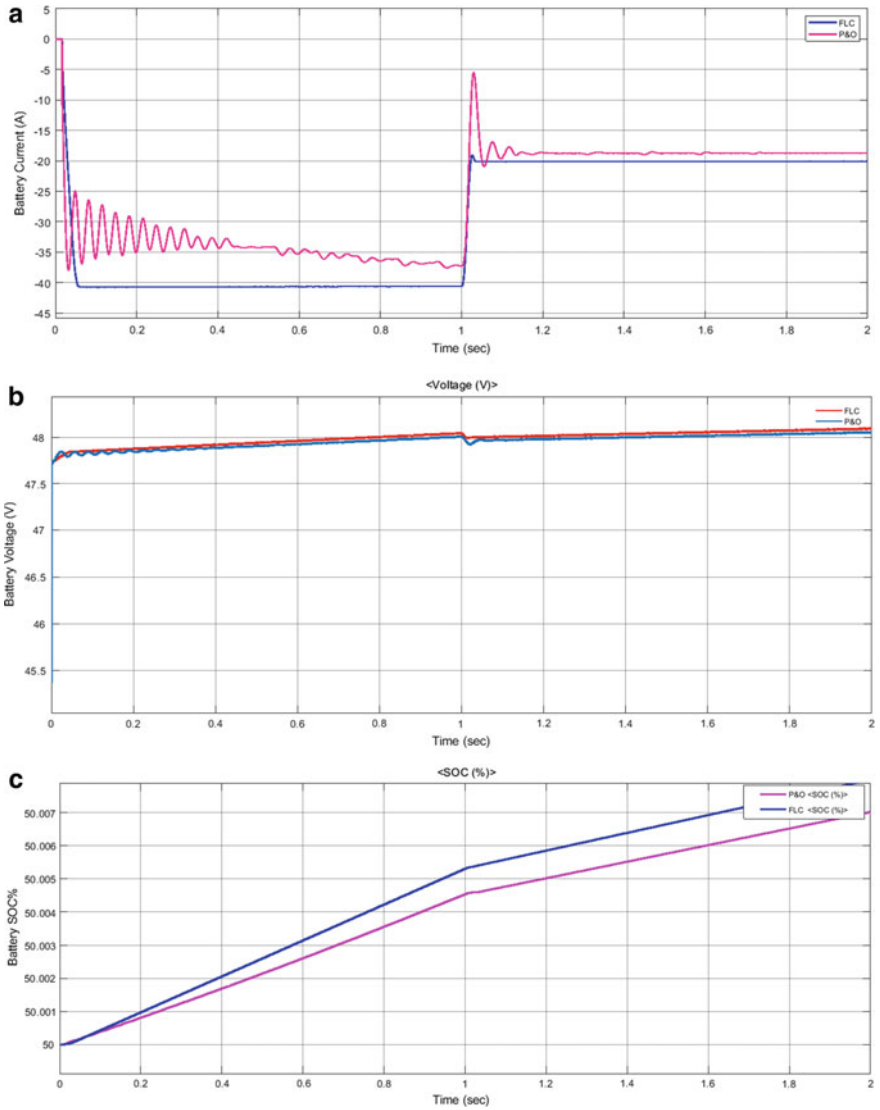 a
5
0
-5
-10
-15
-20
-25
-30
-35
-40
-45
Battery Current (A)
FLC
P&O
0 0.2 0.4 0.6 0.8 1 1.2 1.4 1.6 1.8 2
Time (sec)
b
<Voltage (V)>
48
47.5
47
46.5
46
45.5
Battery Voltage (V)
FLC
P&O
0 0.2 0.4 0.6 0.8 1 1.2 1.4 1.6 1.8 2
Time (sec)
c
<SOC (%)>
50.007
50.006
50.005
50.004
50.003
50.002
50.001
50
Battery SOC%
P&O <SOC (%)>
FLC <SOC (%)>
0 0.2 0.4 0.6 0.8 1 1.2 1.4 1.6 1.8 2
Time (sec)